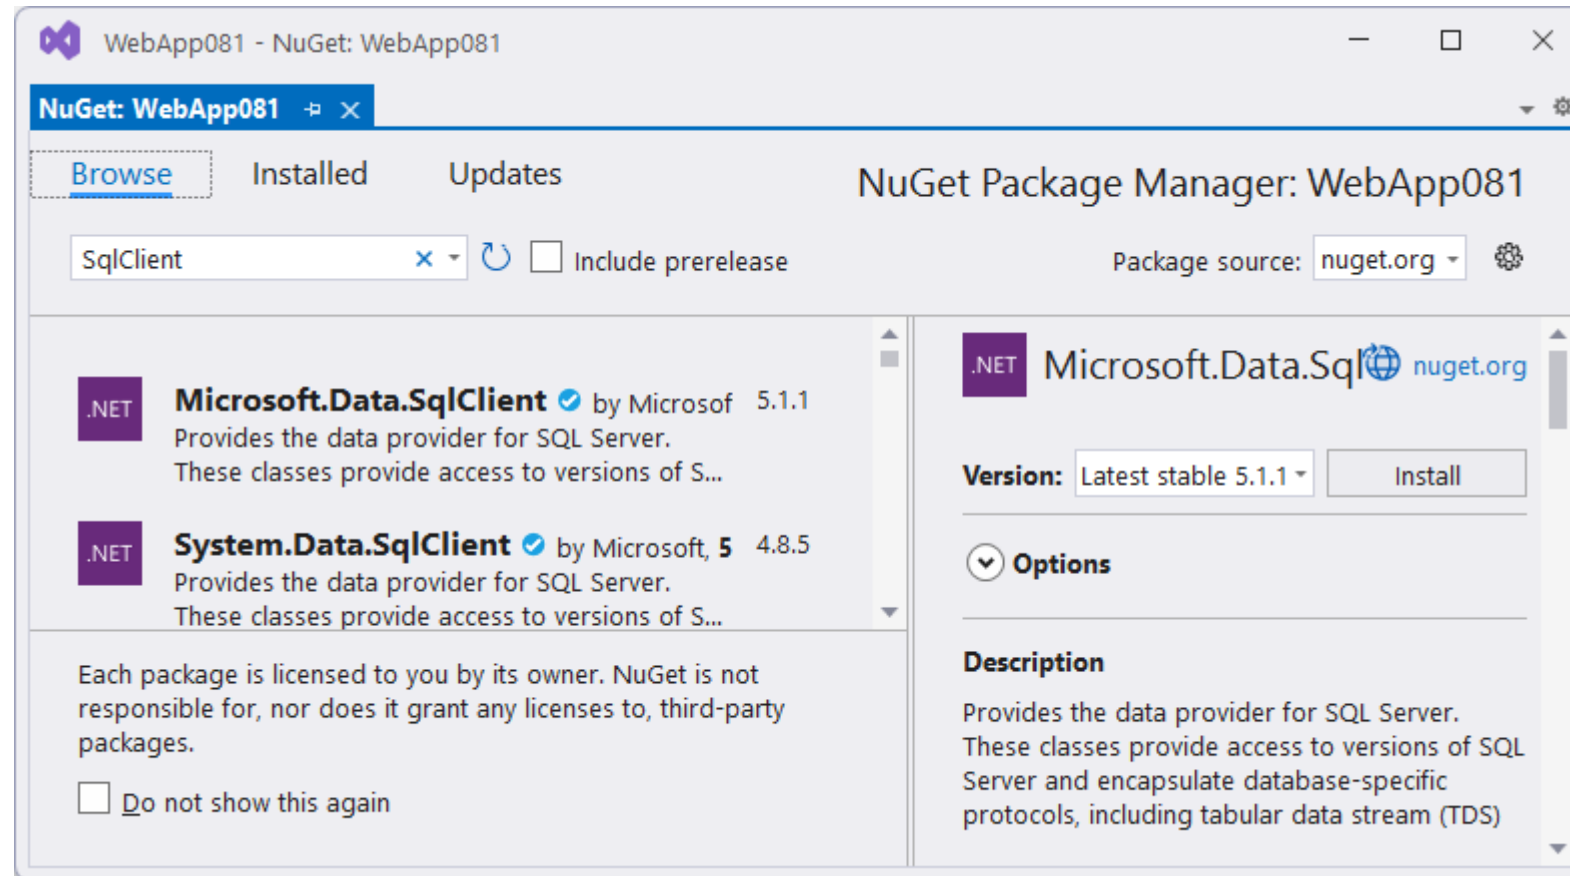 WebApp081 - NuGet: WebApp081
NuGet: WebApp081
Browse Installed Updates
NuGet Package Manager: WebApp081
SqlClient
Include prerelease
Package source: nuget.org
.NET
Microsoft.Data.SqlClient by Microsof 5.1.1
Provides the data provider for SQL Server.
These classes provide access to versions of S...
.NET
System.Data.SqlClient by Microsoft, 5 4.8.5
Provides the data provider for SQL Server.
These classes provide access to versions of S...
Each package is licensed to you by its owner. NuGet is not
responsible for, nor does it grant any licenses to, third-party
packages.
Do not show this again
.NET
Microsoft.Data.Sql nuget.org
Version: Latest stable 5.1.1 Install
Options
Description
Provides the data provider for SQL Server.
These classes provide access to versions of SQL
Server and encapsulate database-specific
protocols, including tabular data stream (TDS)